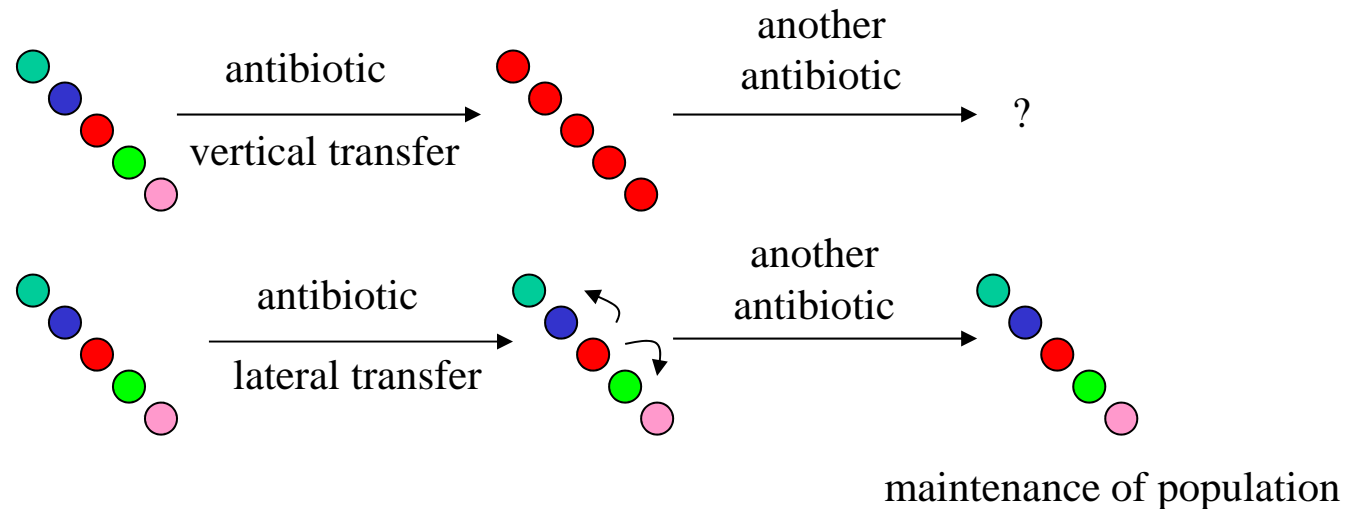 antibiotic
vertical transfer
another
antibiotic
?
antibiotic
lateral transfer
another
antibiotic
maintenance of population